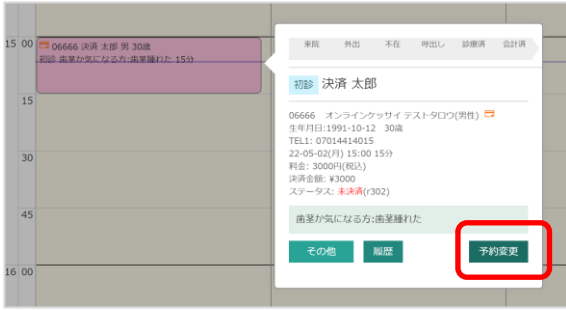 15 00
06666 決済 太郎 男 30歳
初診 歯茎が気になる方:歯茎腫れた 15分
15
30
45
16 00
来院 外出 不在 呼出し 診療済 会計済
初診 決済 太郎
06666 オンラインケッサイ テストタロウ(男性)
生年月日:1991-10-12 30歳
TEL1: 07014414015
22-05-02(月) 15:00 15分
料金: 3000円(税込)
決済金額: ¥3000
ステータス: 未決済(r302)
歯茎が気になる方:歯茎腫れた
その他 履歴 予約変更